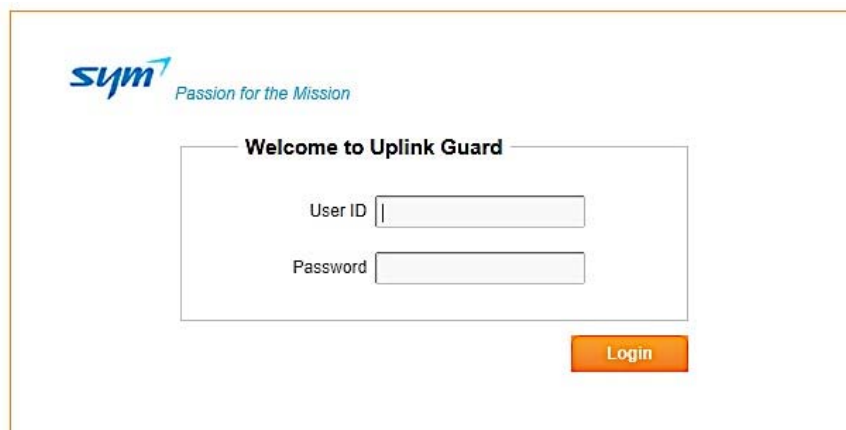 sym
Passion for the Mission
Welcome to Uplink Guard
User ID
Password
Login